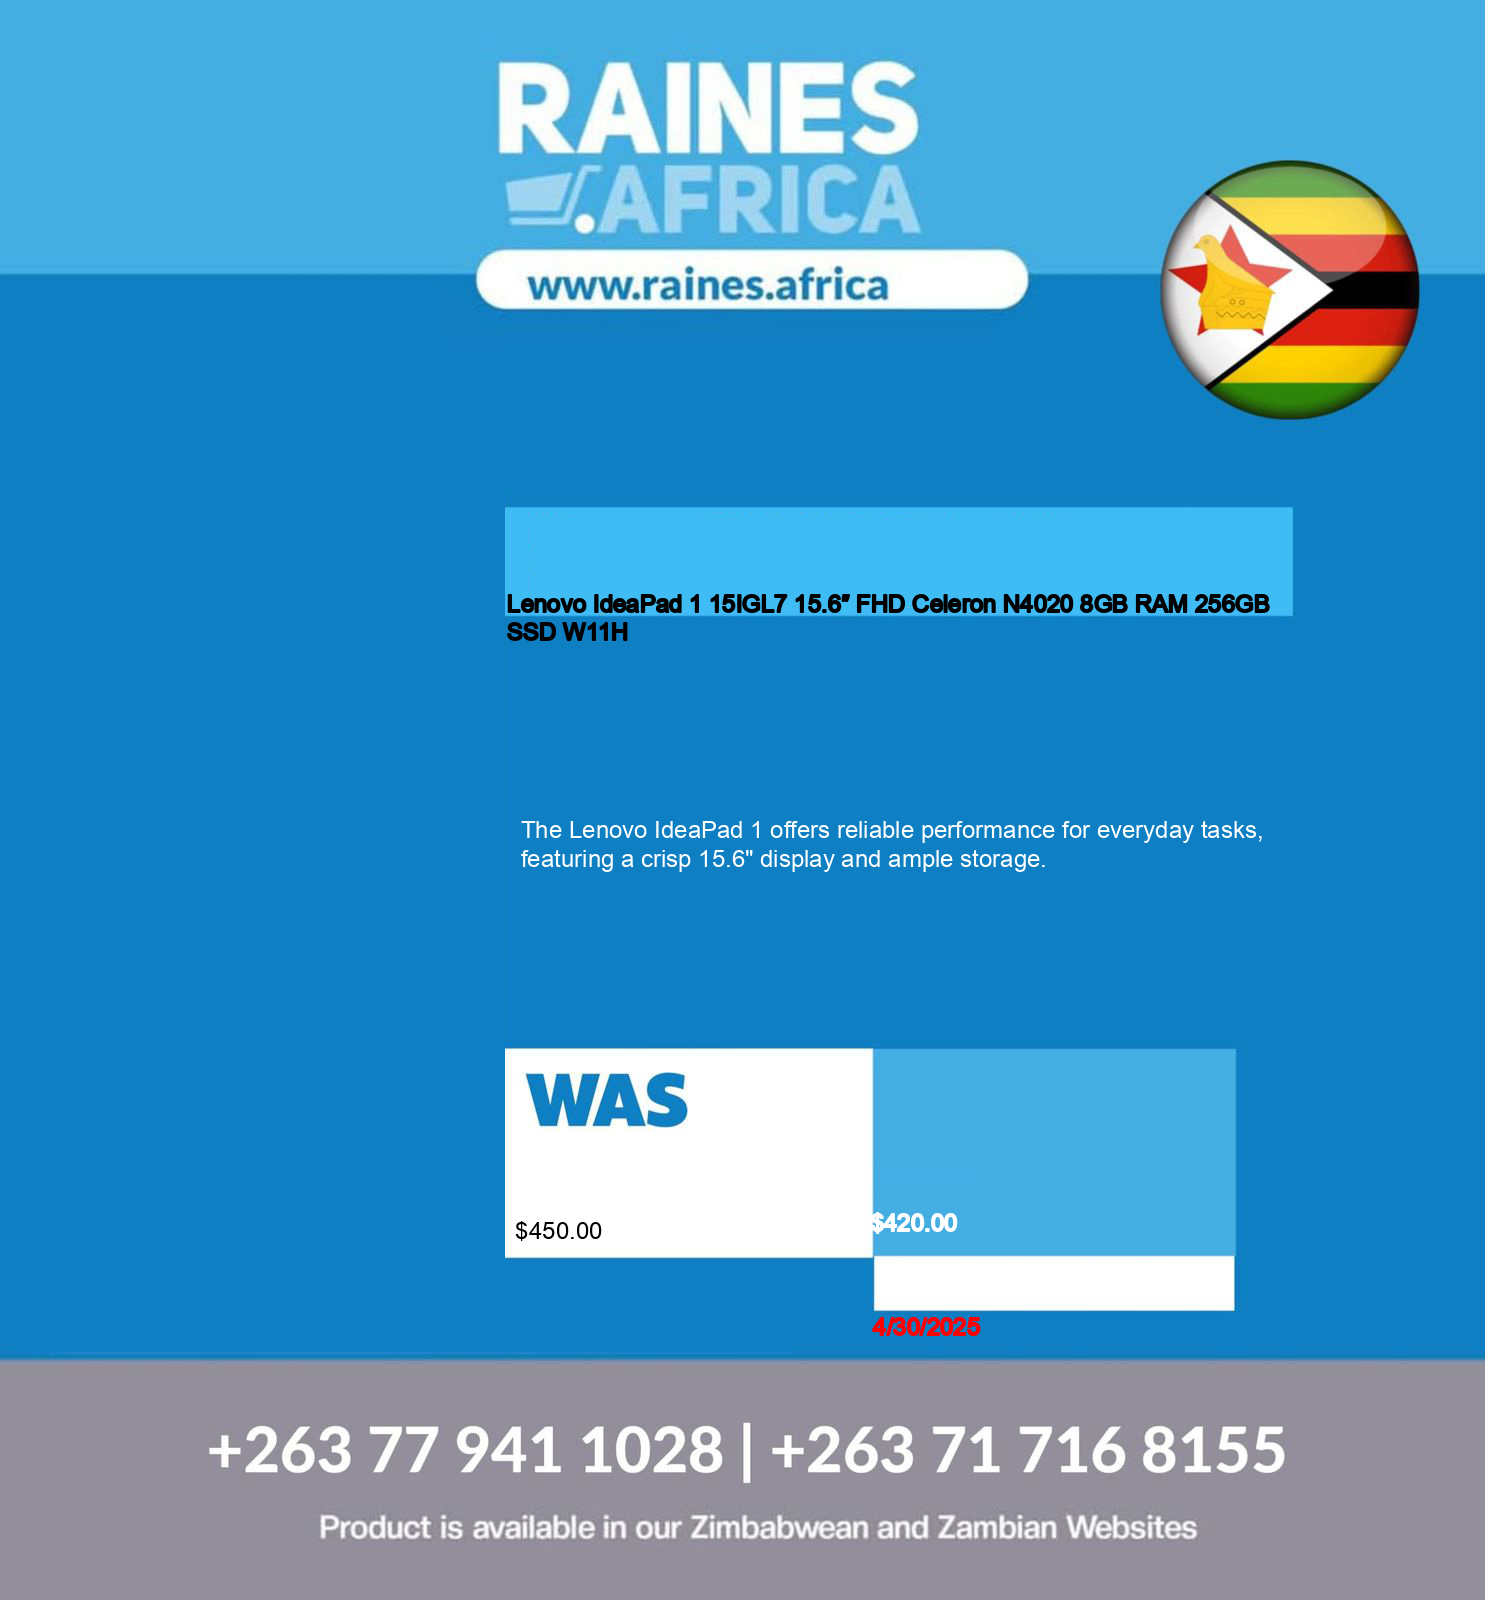 RAINES
.AFRICA
www.raines.africa
Lenovo IdeaPad 1 15IGL7 15.6″ FHD Celeron N4020 8GB RAM 256GB
SSD W11H
The Lenovo IdeaPad 1 offers reliable performance for everyday tasks,
featuring a crisp 15.6" display and ample storage.
WAS
$450.00
$420.00
4/30/2025
+263 77 941 1028 | +263 71 716 8155
Product is available in our Zimbabwean and Zambian Websites